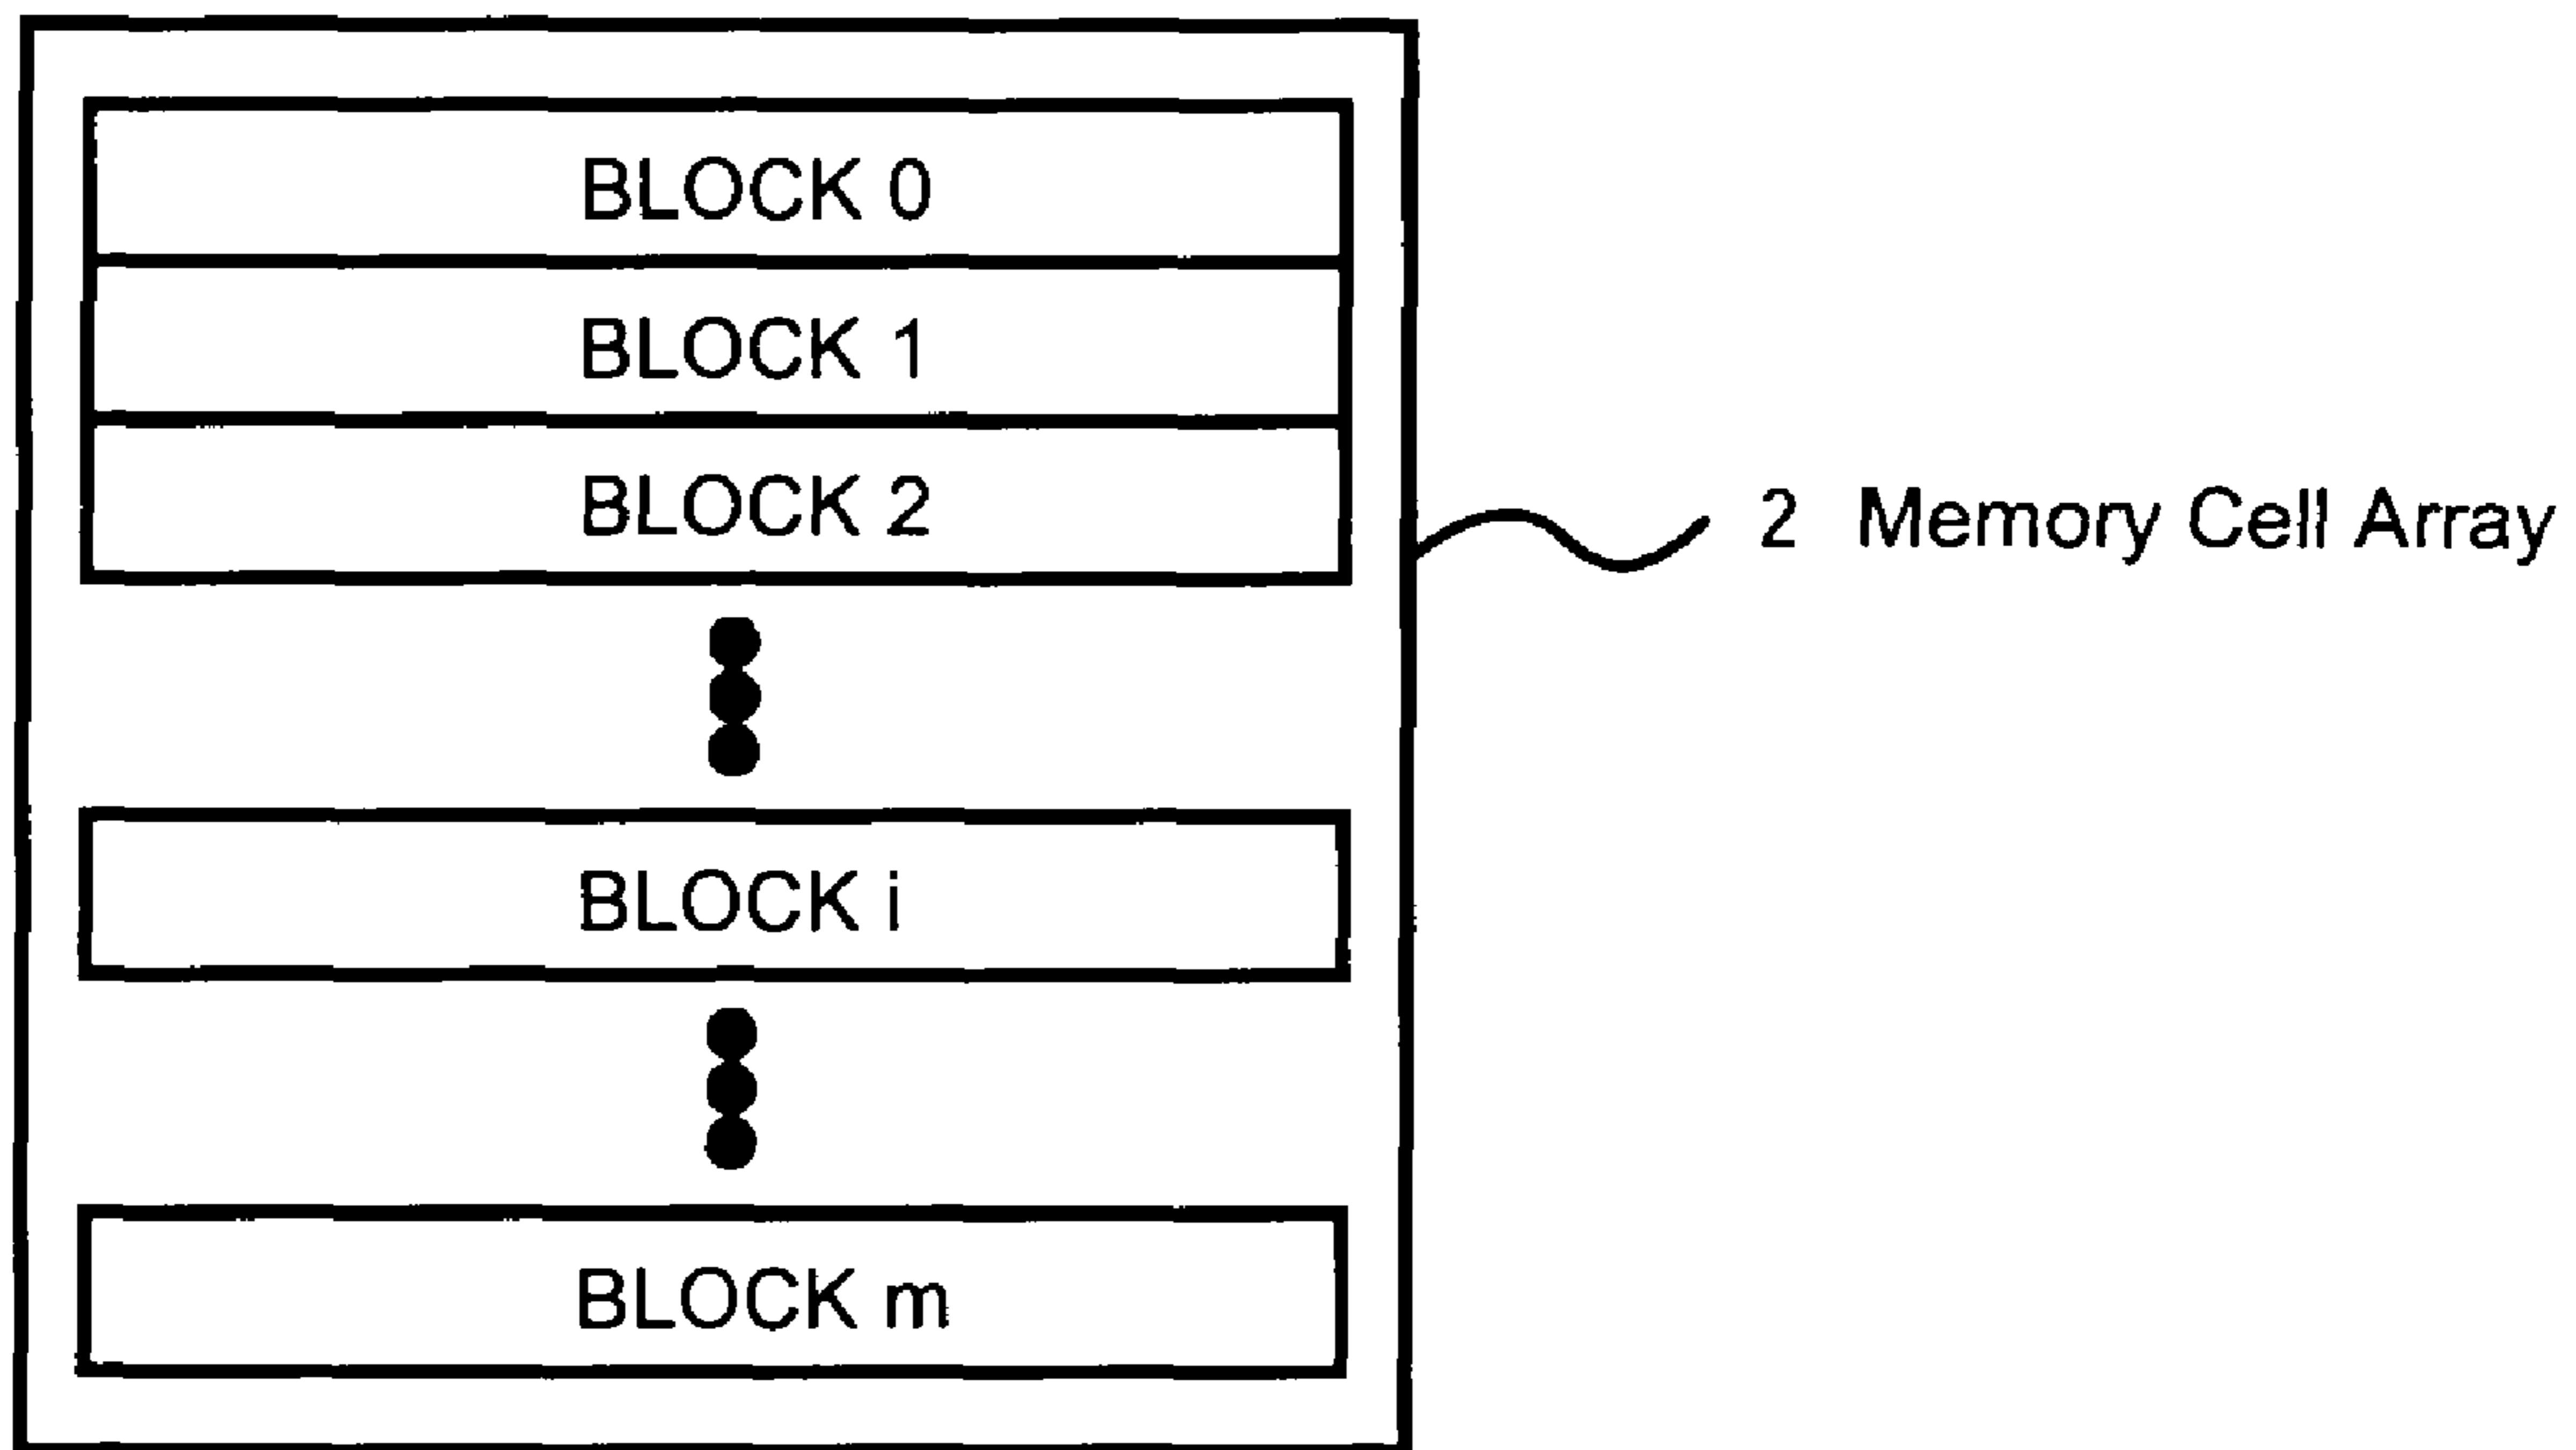 BLOCK 0
BLOCK 1
BLOCK 2
2 Memory Cell Array
BLOCK i
BLOCK m